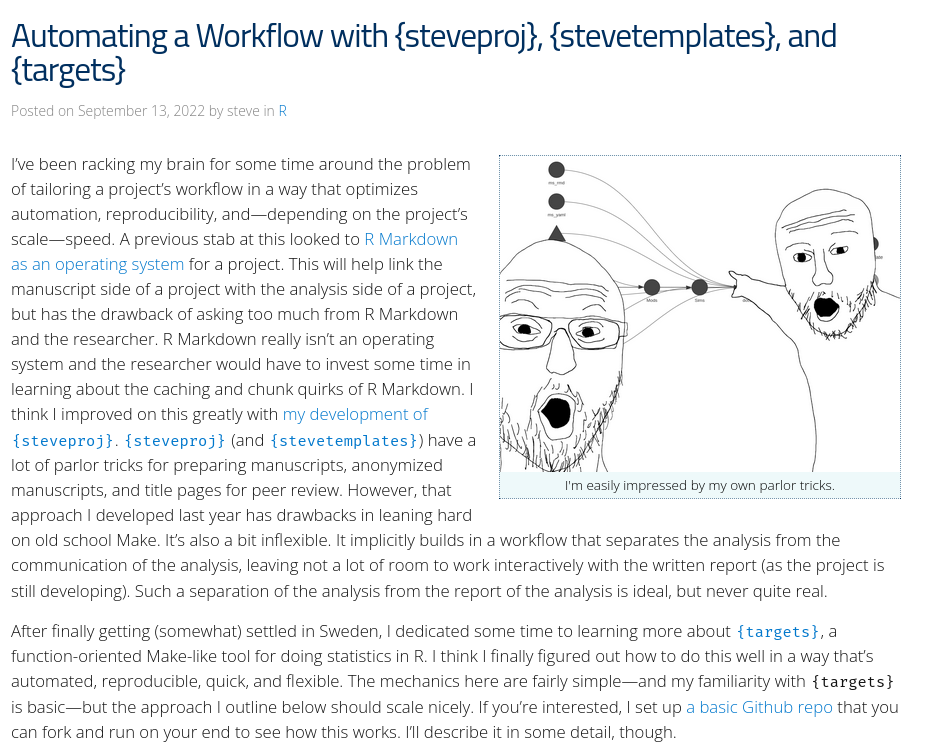 Automating a Workflow with {steveproj}, {stevetemplates}, and
{targets}
Posted on September 13, 2022 by steve in R
I've been racking my brain for some time around the problem
of tailoring a project's workflow in a way that optimizes
automation, reproducibility, and—depending on the project's
scale—speed. A previous stab at this looked to R Markdown
as an operating system for a project. This will help link the
manuscript side of a project with the analysis side of a project,
but has the drawback of asking too much from R Markdown
and the researcher. R Markdown really isn't an operating
system and the researcher would have to invest some time in
learning about the caching and chunk quirks of R Markdown. I
think I improved on this greatly with my development of
{steveproj}. {steveproj} (and {stevetemplates}) have a
lot of parlor tricks for preparing manuscripts, anonymized
manuscripts, and title pages for peer review. However, that
approach I developed last year has drawbacks in leaning hard
on old school Make. It's also a bit inflexible. It implicitly builds in a workflow that separates the analysis from the
communication of the analysis, leaving not a lot of room to work interactively with the written report (as the project is
still developing). Such a separation of the analysis from the report of the analysis is ideal, but never quite real.
ms_rmd
ms_yaml
Mods
Sims
I'm easily impressed by my own parlor tricks.
After finally getting (somewhat) settled in Sweden, I dedicated some time to learning more about {targets}, a
function-oriented Make-like tool for doing statistics in R. I think I finally figured out how to do this well in a way that's
automated, reproducible, quick, and flexible. The mechanics here are fairly simple—and my familiarity with {targets}
is basic—but the approach I outline below should scale nicely. If you're interested, I set up a basic Github repo that you
can fork and run on your end to see how this works. I'll describe it in some detail, though.